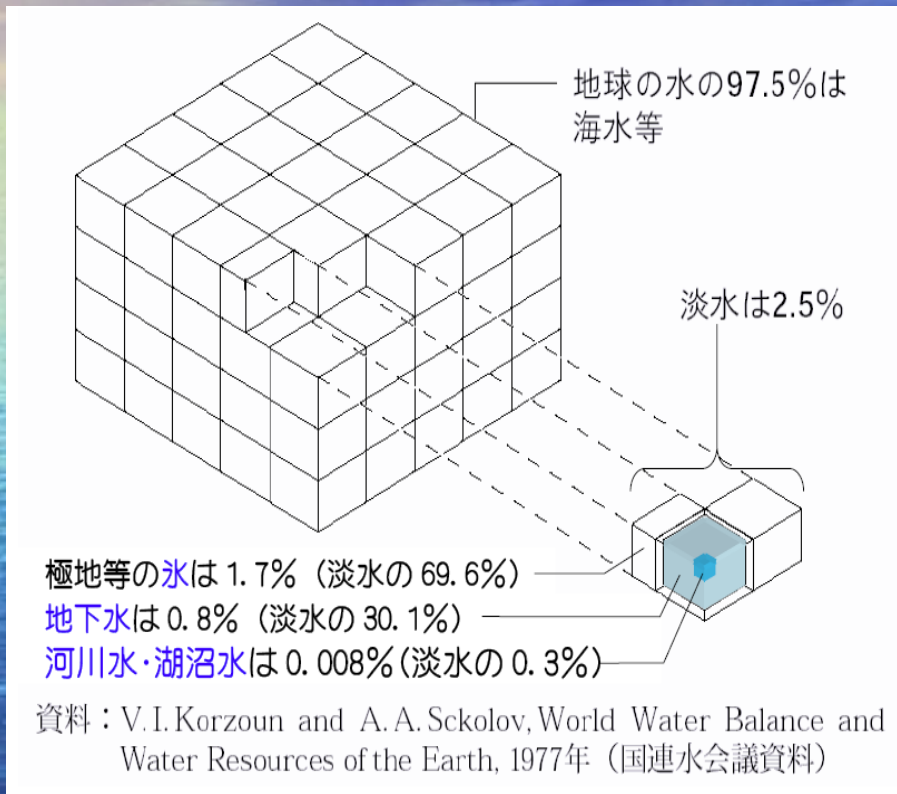 地球の水の97.5%は
海水等
淡水は2.5%
極地等の氷は1.7%（淡水の69.6%）
地下水は0.8%（淡水の30.1%）
河川水･湖沼水は0.008%(淡水の0.3%)
資料：V.I.Korzoun and A.A.Sckolov,World Water Balance and
Water Resources of the Earth, 1977年（国連水会議資料）